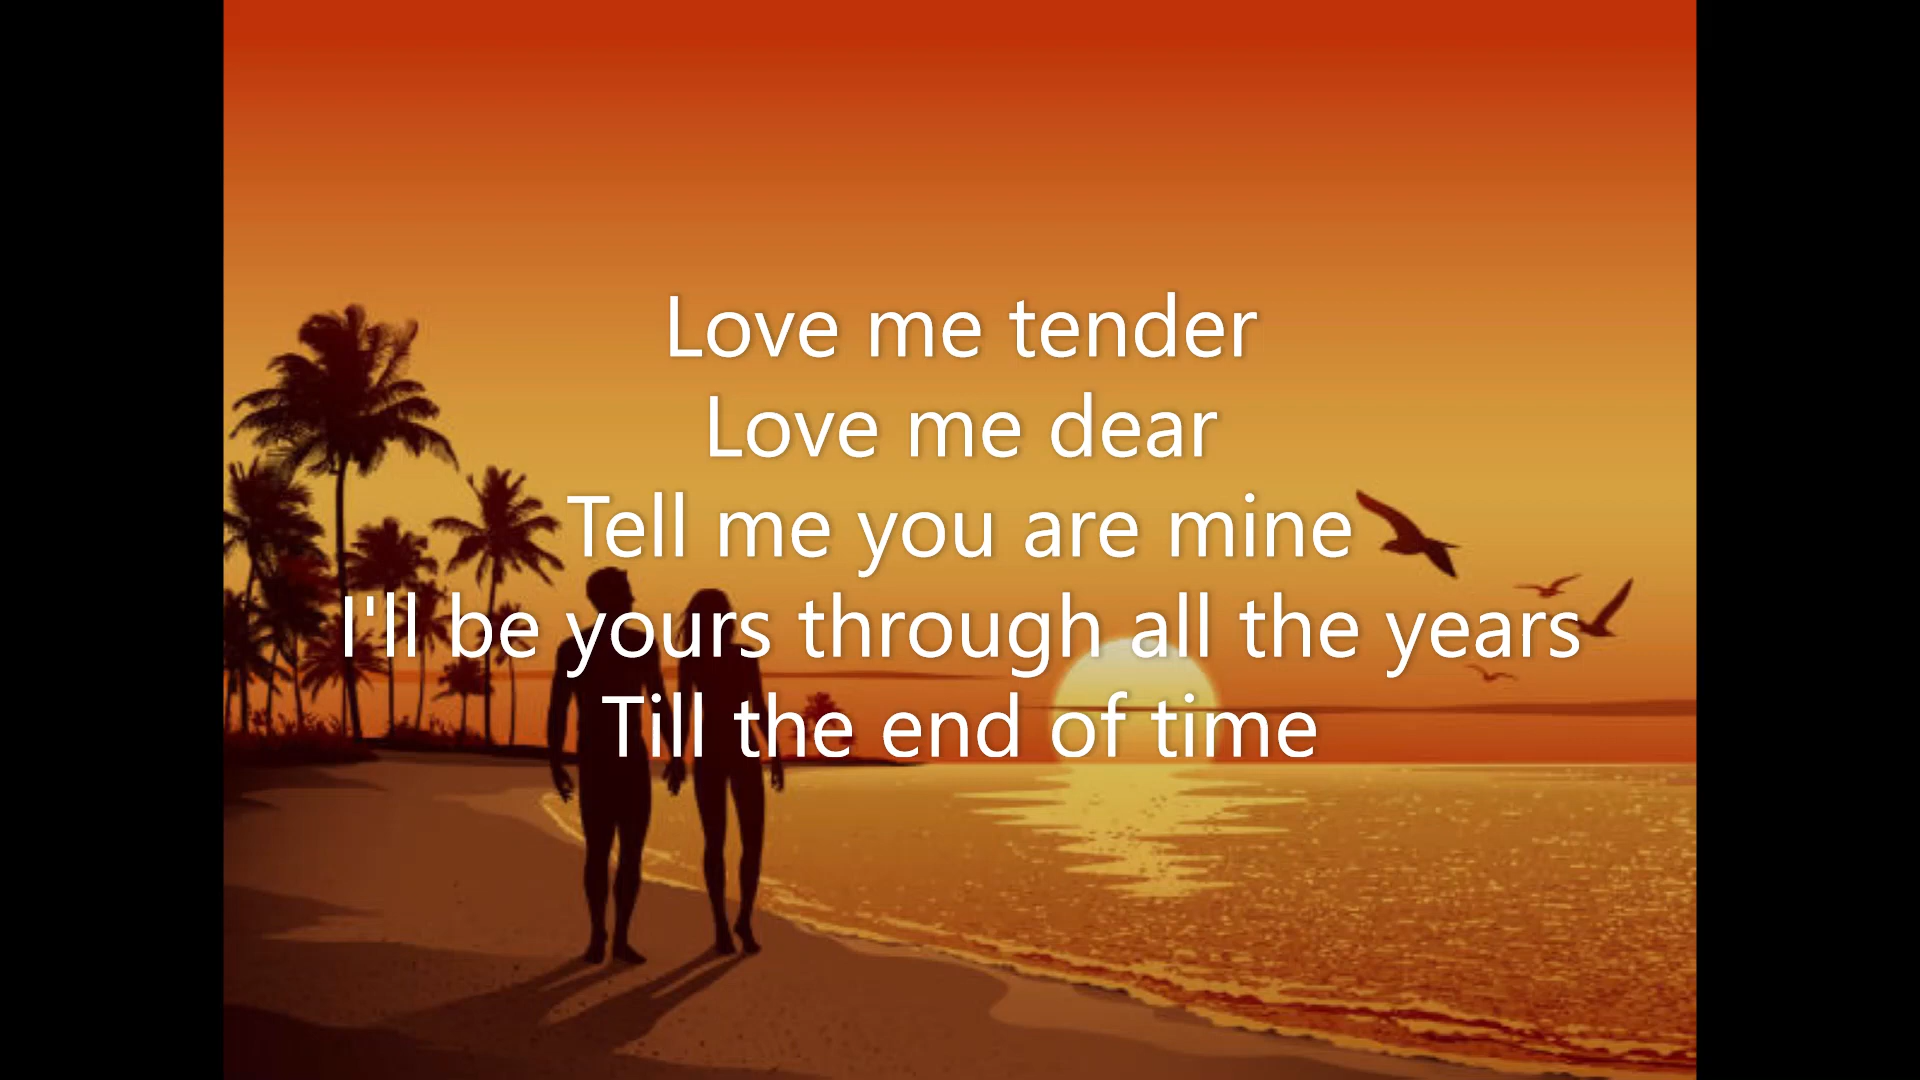 Love me tender
Love me dear
Tell me you are mine
I'll be yours through all the years
Till the end of time